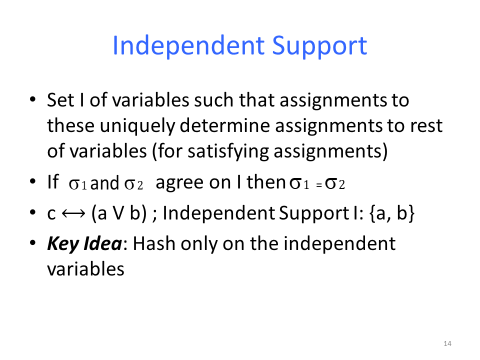 Independent Support
• Set I of variables such that assignments to
these uniquely determine assignments to rest
of variables (for satisfying assignments)
• If σ1 and σ2 agree on I then σ1 = σ2
• c ⟷ (a V b) ; Independent Support I: {a, b}
• Key Idea: Hash only on the independent
variables
14